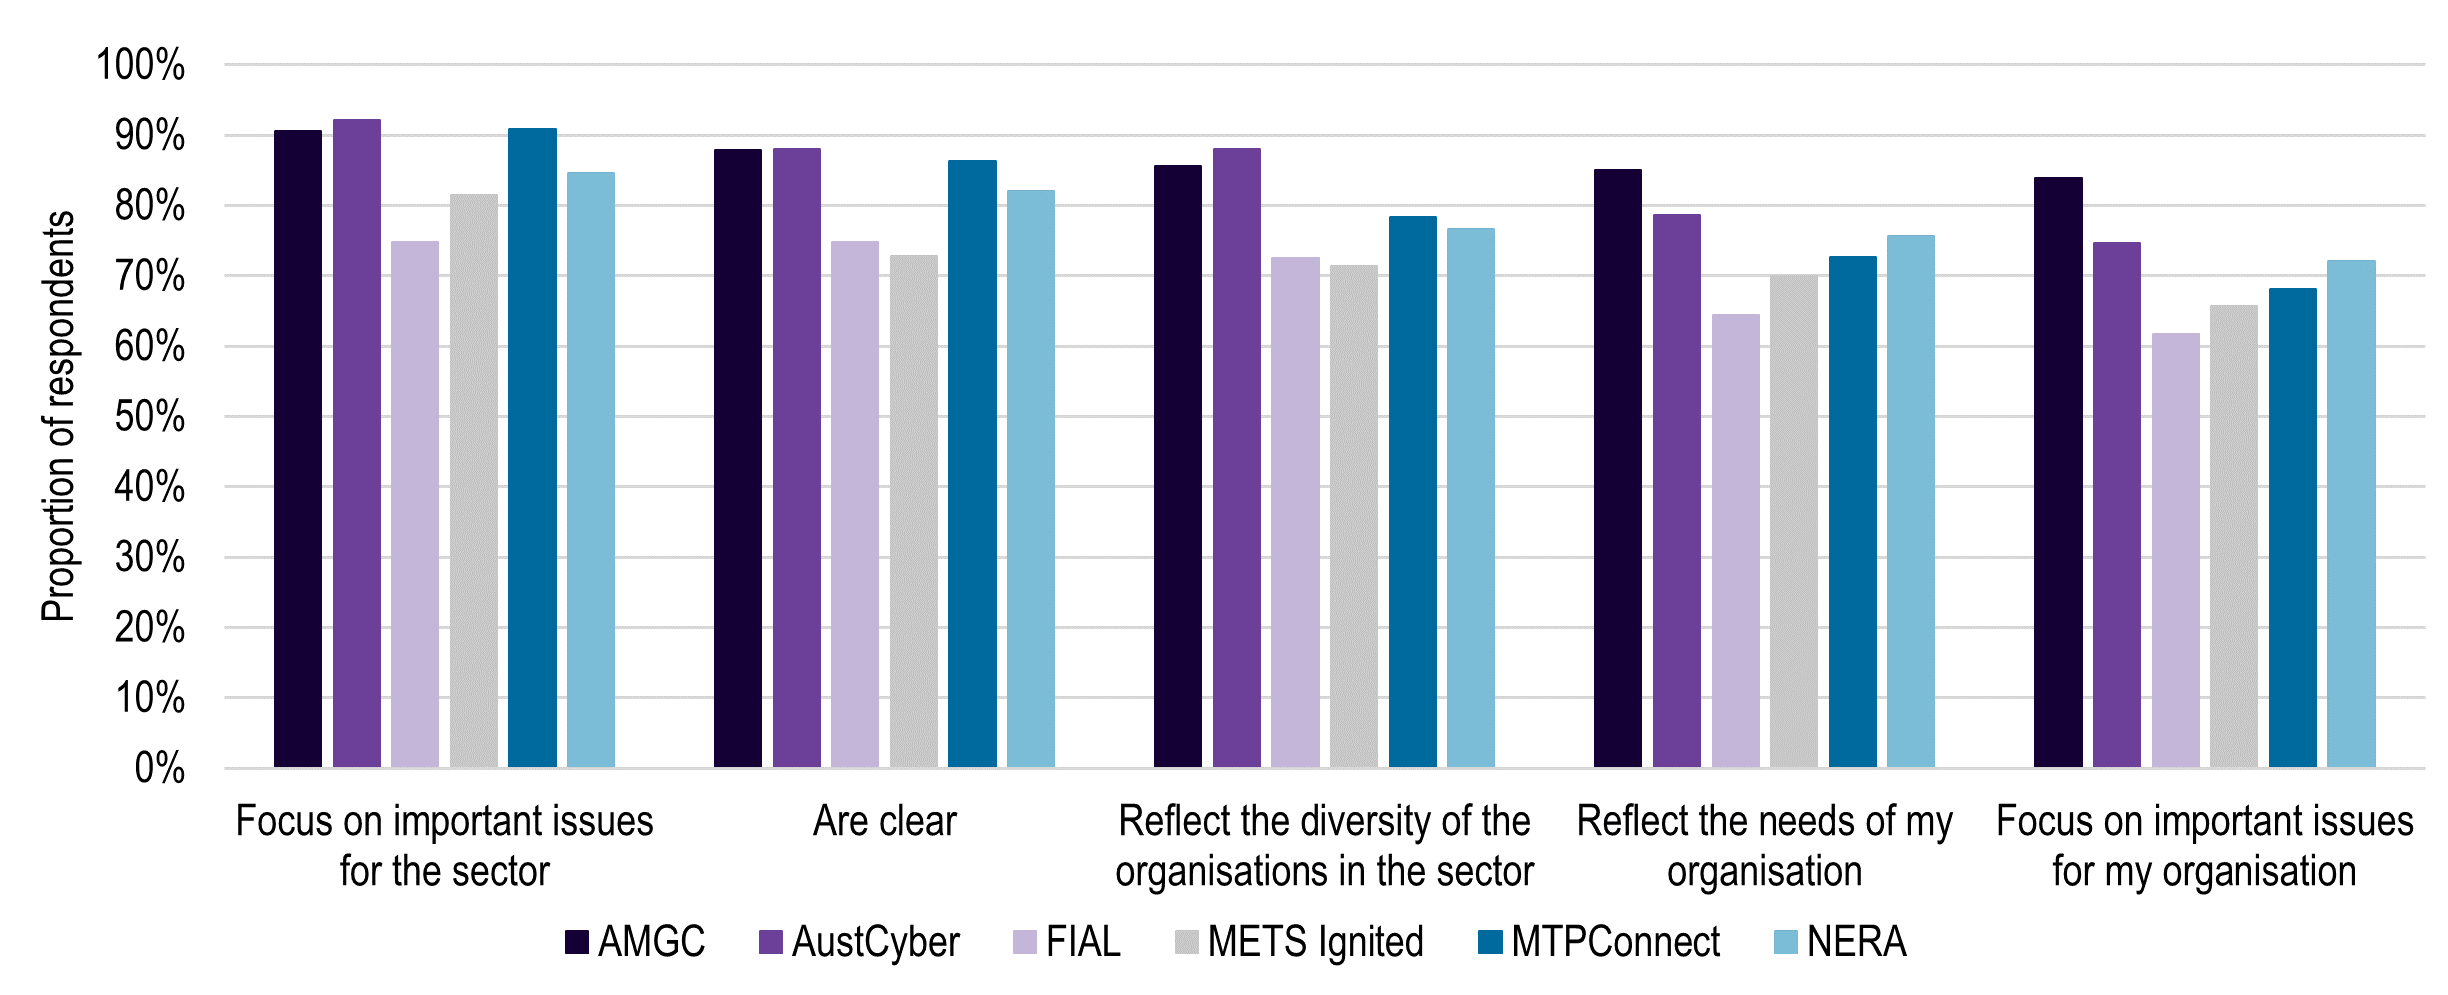 100%
90%
80%
70%
60%
50%
40%
30%
20%
10%
0%
Proportion of respondents
Focus on important issues
for the sector
Are clear
Reflect the diversity of the
organisations in the sector
Reflect the needs of my
organisation
Focus on important issues
for my organisation
AMGC AustCyber FIAL METS Ignited MTPConnect NERA